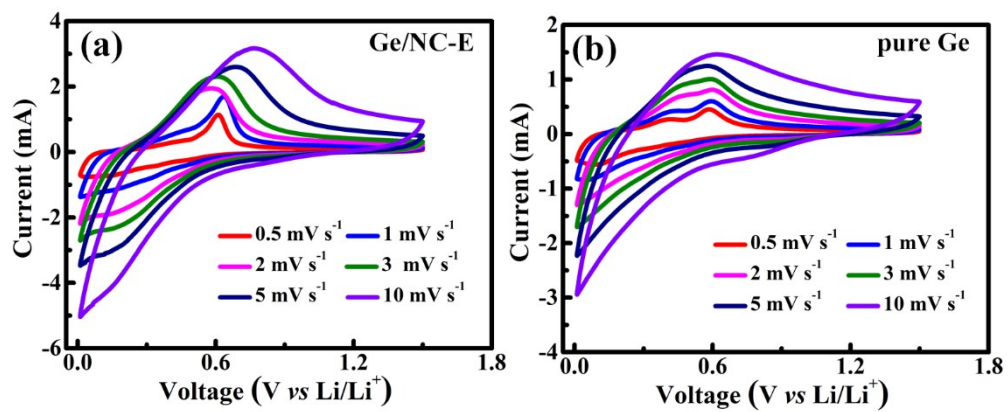 (a) Ge/NC-E
4
2
0
-2
-4
-6
Current (mA)
0.5 mV s⁻¹ 1 mV s⁻¹
2 mV s⁻¹ 3 mV s⁻¹
5 mV s⁻¹ 10 mV s⁻¹
0.0 0.6 1.2 1.8
Voltage (V vs Li/Li⁺)
(b) pure Ge
2
1
0
-1
-2
-3
-4
Current (mA)
0.5 mV s⁻¹ 1 mV s⁻¹
2 mV s⁻¹ 3 mV s⁻¹
5 mV s⁻¹ 10 mV s⁻¹
0.0 0.6 1.2 1.8
Voltage (V vs Li/Li⁺)